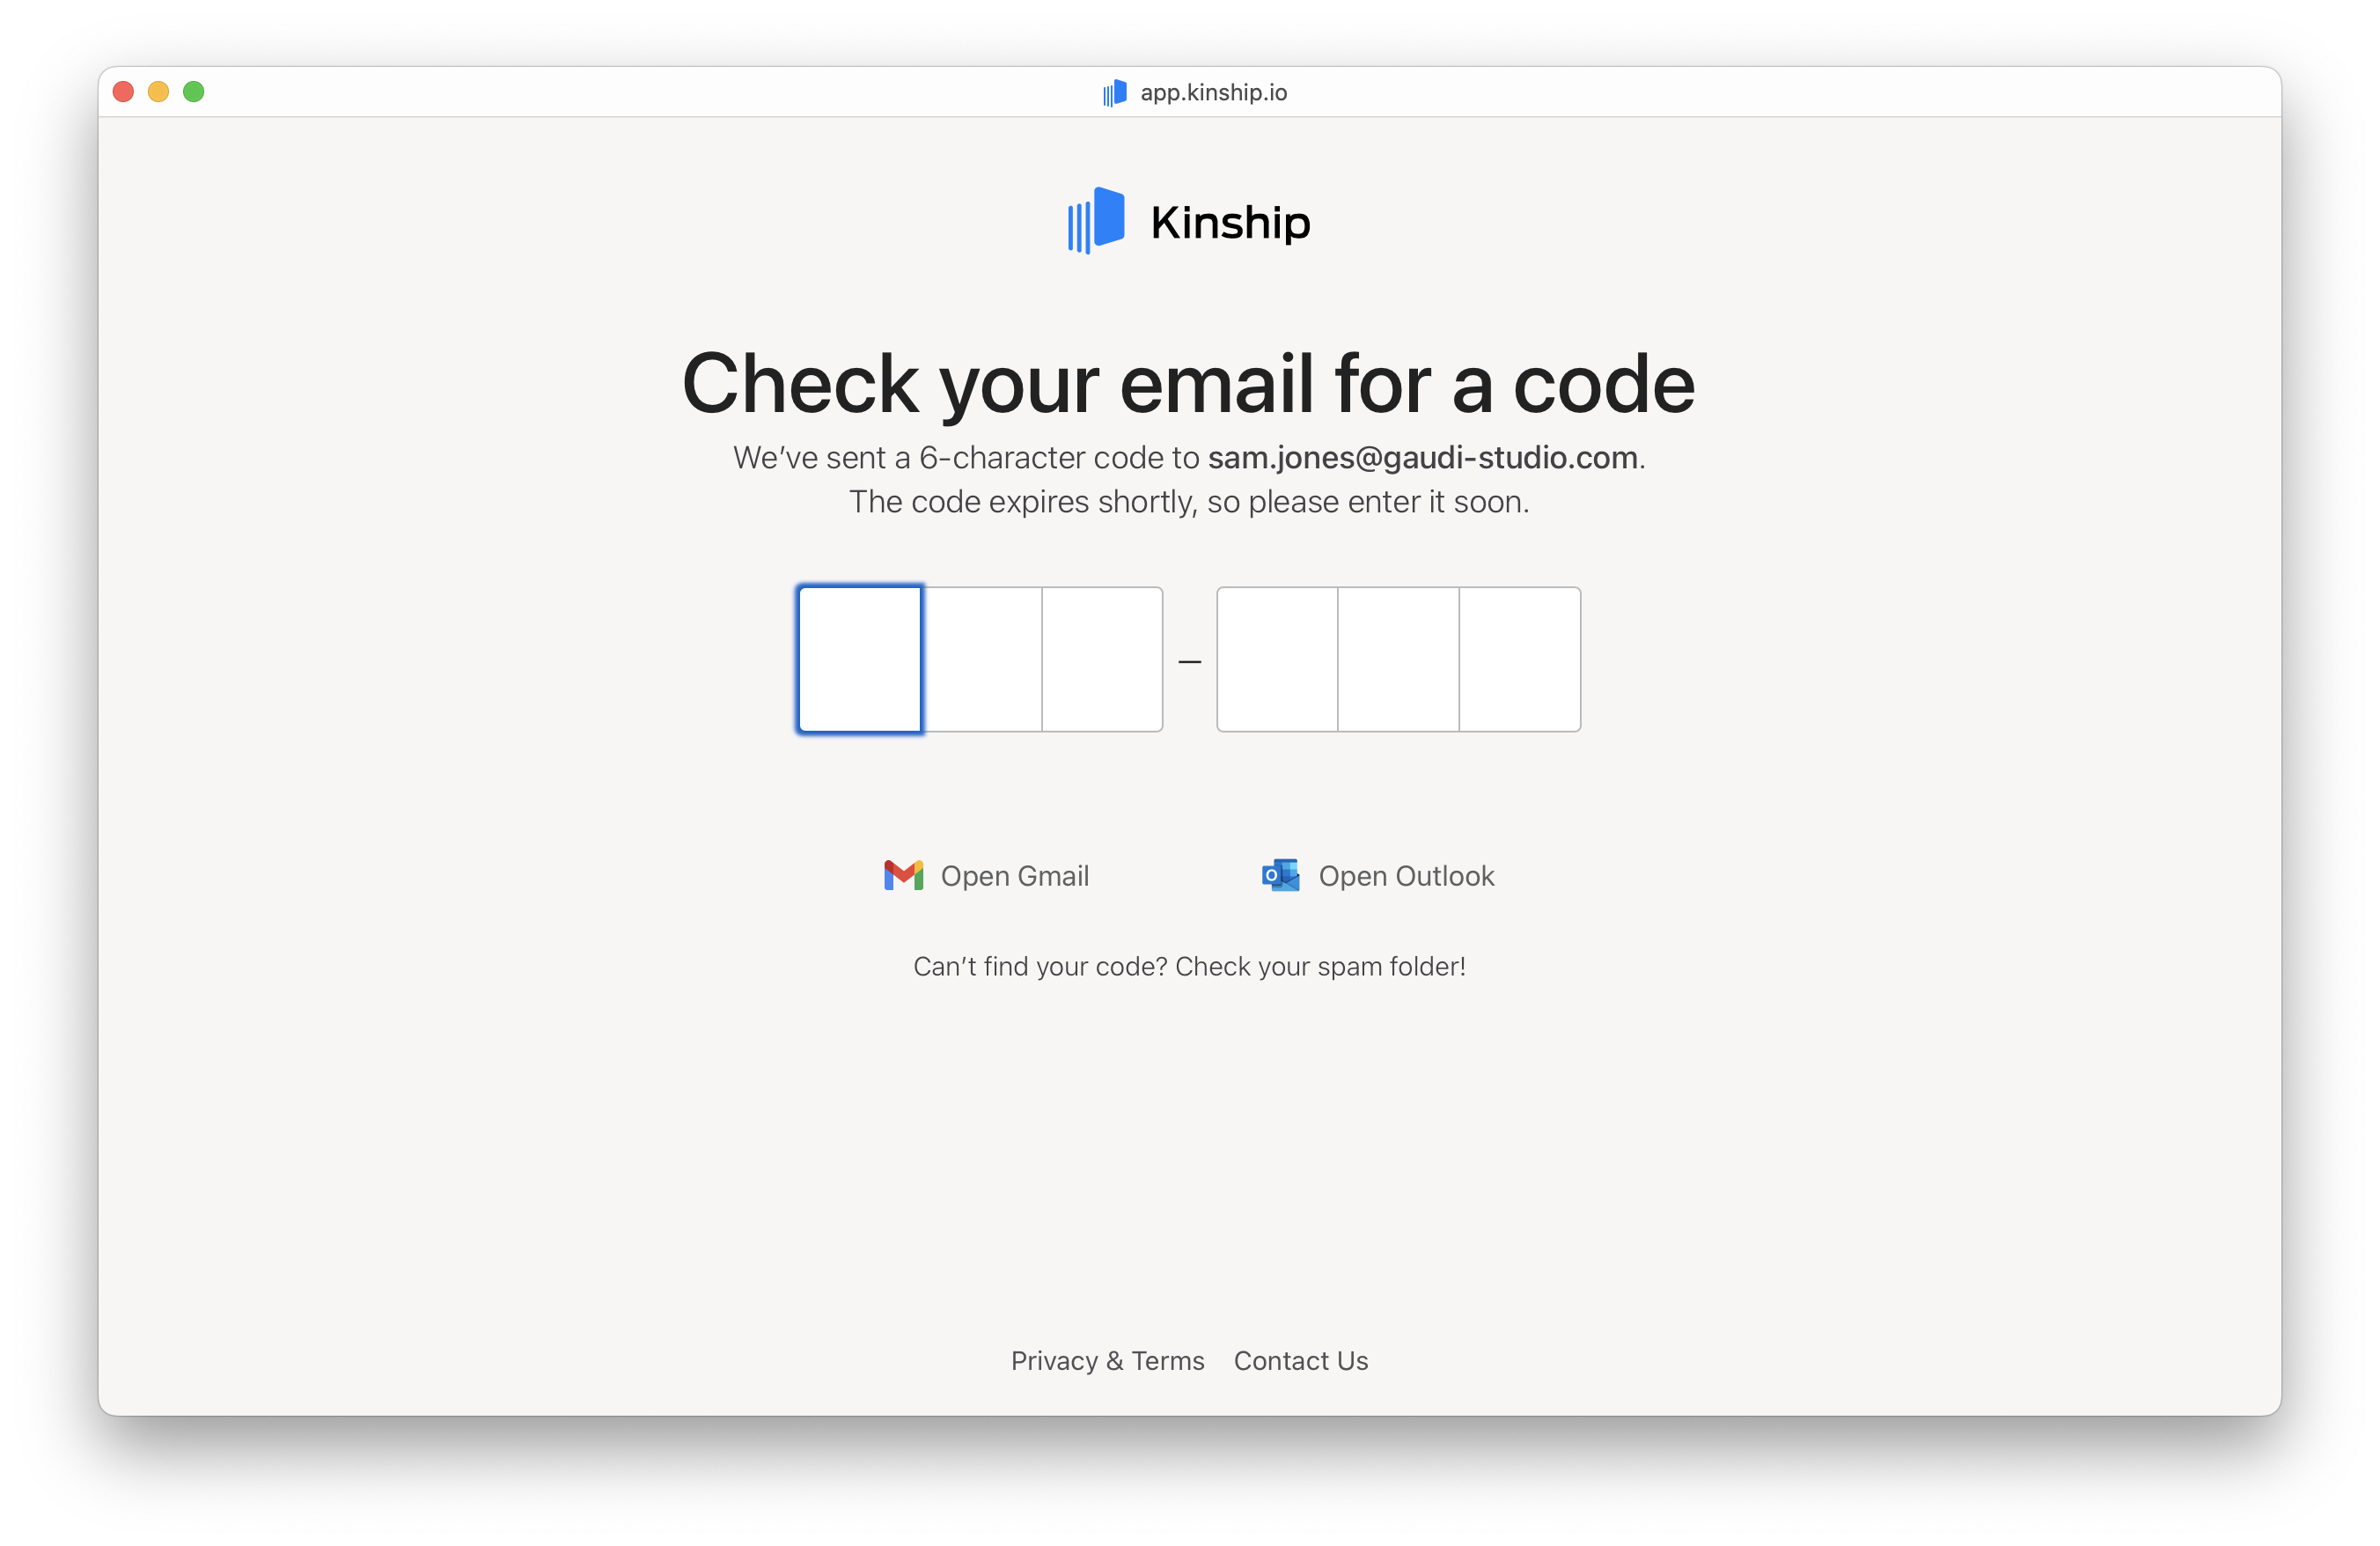 app.kinship.io
Kinship
Check your email for a code
We’ve sent a 6-character code to sam.jones@gaudi-studio.com.
The code expires shortly, so please enter it soon.
–
Open Gmail
Open Outlook
Can’t find your code? Check your spam folder!
Privacy & Terms
Contact Us